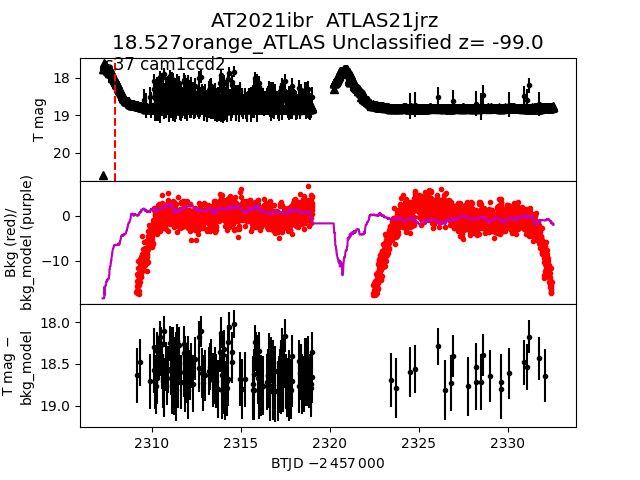 AT2021ibr  ATLAS21jrz
18.527orange_ATLAS Unclassified z= -99.0
s37 cam1ccd2
18
19
20
T mag
0
−10
Bkg (red)/
bkg_model (purple)
18.0
18.5
19.0
T mag −
bkg_model
2310
2315
2320
2325
2330
BTJD −2 457 000